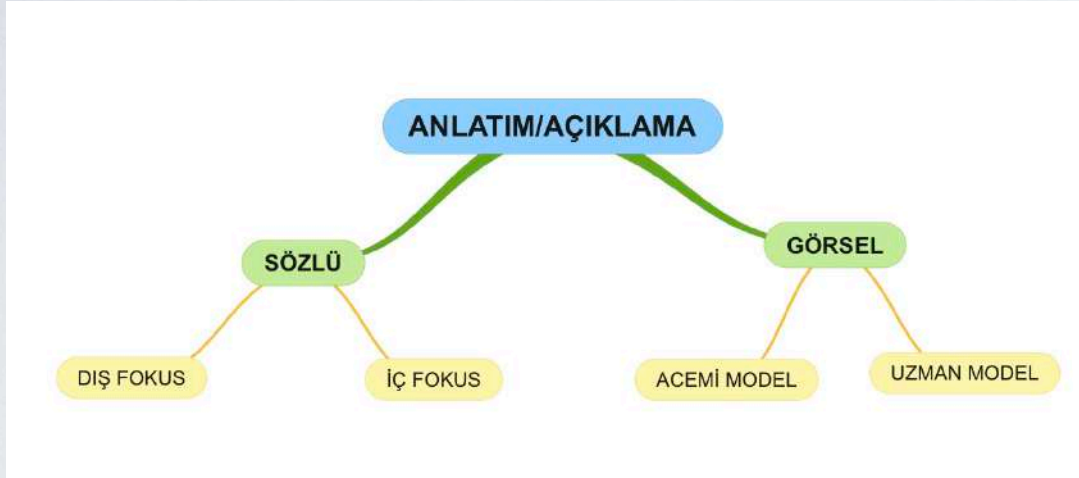 ANLATIM/AÇIKLAMA
SÖZLÜ
GÖRSEL
DIŞ FOKUS
İÇ FOKUS
ACEMİ MODEL
UZMAN MODEL